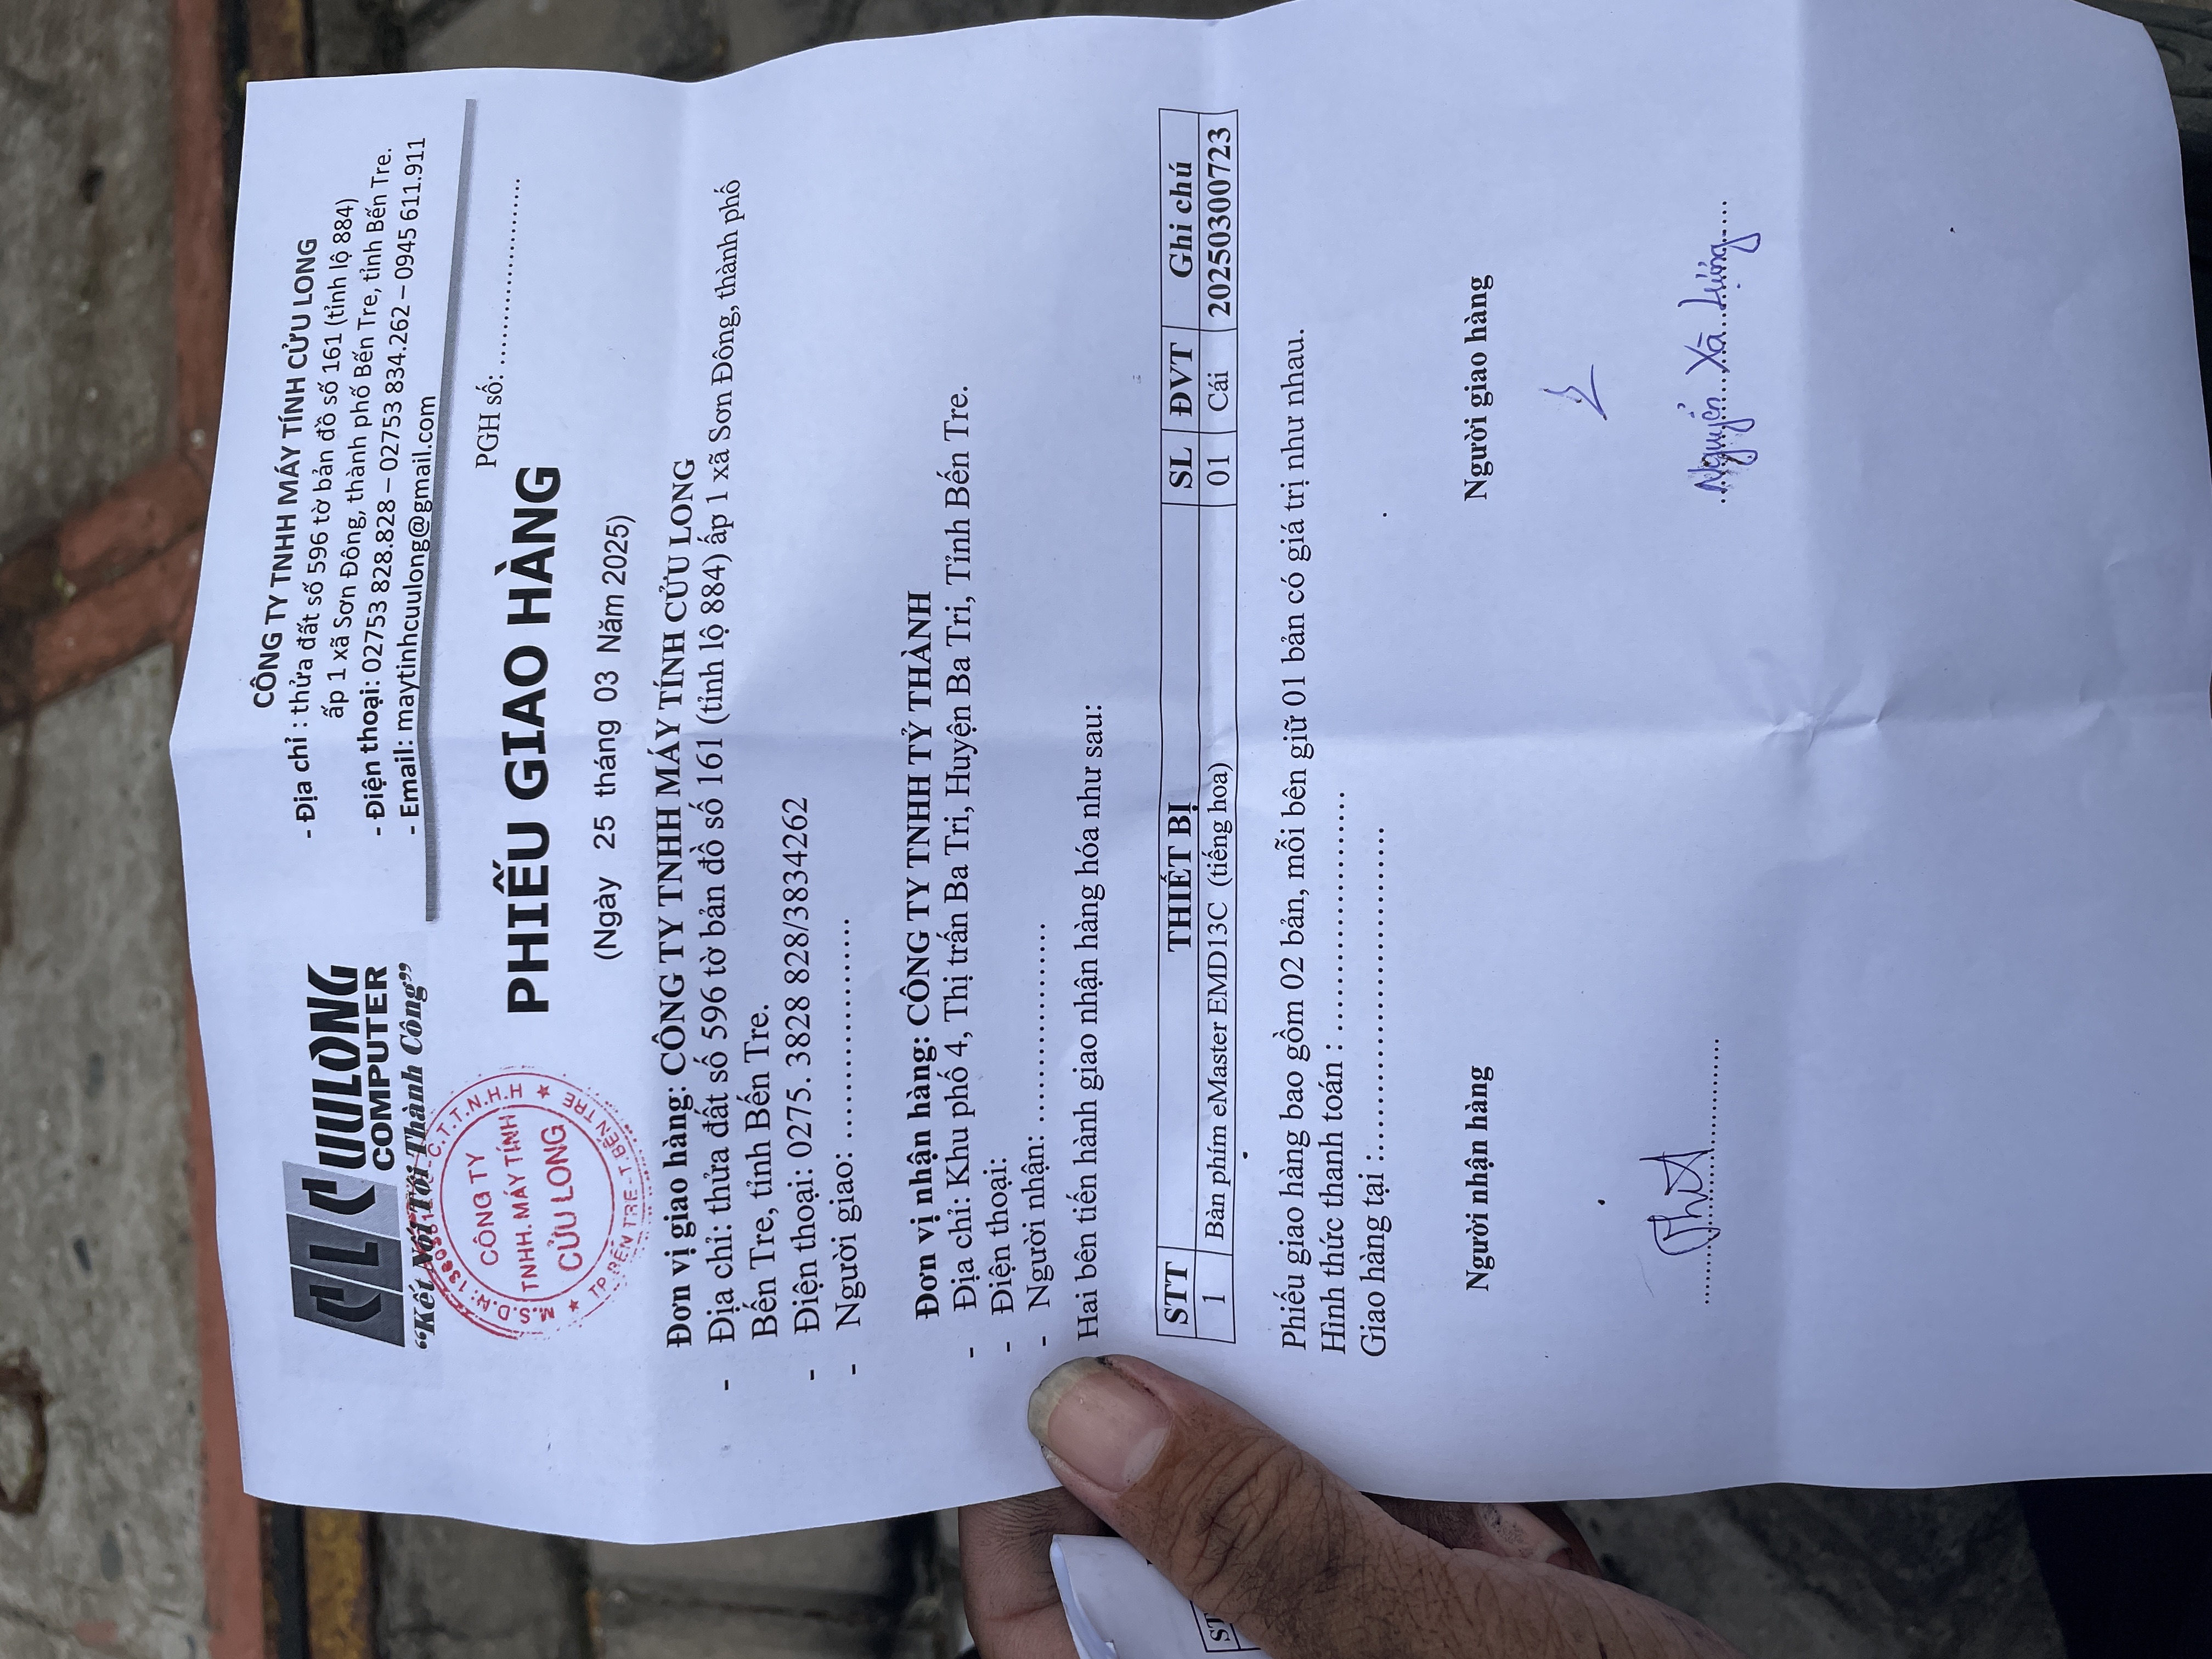 CUULONG
COMPUTER
“Kết Nối Tới Thành Công”
CÔNG TY TNHH MÁY TÍNH CỬU LONG
- Địa chỉ : thửa đất số 596 tờ bản đồ số 161 (tỉnh lộ 884)
ấp 1 xã Sơn Đông, thành phố Bến Tre, tỉnh Bến Tre.
- Điện thoại: 02753 828.828 – 02753 834.262 – 0945 611.911
- Email: maytinhcuulong@gmail.com
PGH số:..............................
PHIẾU GIAO HÀNG
(Ngày 25 tháng 03 Năm 2025)
C.T.T.N.H.H
CÔNG TY
TNHH.MÁY TÍNH
CỬU LONG
TP.BẾN TRE-T.BẾN TRE
Đơn vị giao hàng: CÔNG TY TNHH MÁY TÍNH CỬU LONG
- Địa chỉ: thửa đất số 596 tờ bản đồ số 161 (tỉnh lộ 884) ấp 1 xã Sơn Đông, thành phố
Bến Tre, tỉnh Bến Tre.
- Điện thoại: 0275. 3828 828/3834262
- Người giao: ..............................
Đơn vị nhận hàng: CÔNG TY TNHH TỶ THÀNH
- Địa chỉ: Khu phố 4, Thị trấn Ba Tri, Huyện Ba Tri, Tỉnh Bến Tre.
- Điện thoại:
- Người nhận: ..............................
Hai bên tiến hành giao nhận hàng hóa như sau:
STT THIẾT BỊ SL ĐVT Ghi chú
1 Bàn phím eMaster EMD13C (tiếng hoa) 01 Cái 202503000723
Phiếu giao hàng bao gồm 02 bản, mỗi bên giữ 01 bản có giá trị như nhau.
Hình thức thanh toán : ..............................
Giao hàng tại :........................................
Người nhận hàng Người giao hàng
Nguyễn Xã Lượng